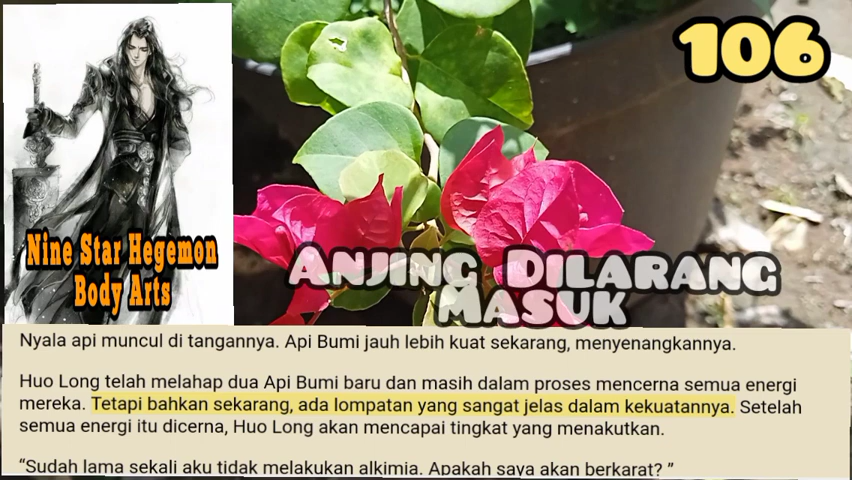 106
Nine Star Hegemon
Body Arts
Anjing Dilarang
Masuk
Nyala api muncul di tangannya. Api Bumi jauh lebih kuat sekarang, menyenangkannya.
Huo Long telah melahap dua Api Bumi baru dan masih dalam proses mencerna semua energi
mereka. Tetapi bahkan sekarang, ada lompatan yang sangat jelas dalam kekuatannya. Setelah
semua energi itu dicerna, Huo Long akan mencapai tingkat yang menakutkan.
“Sudah lama sekali aku tidak melakukan alkimia. Apakah saya akan berkarat? ”